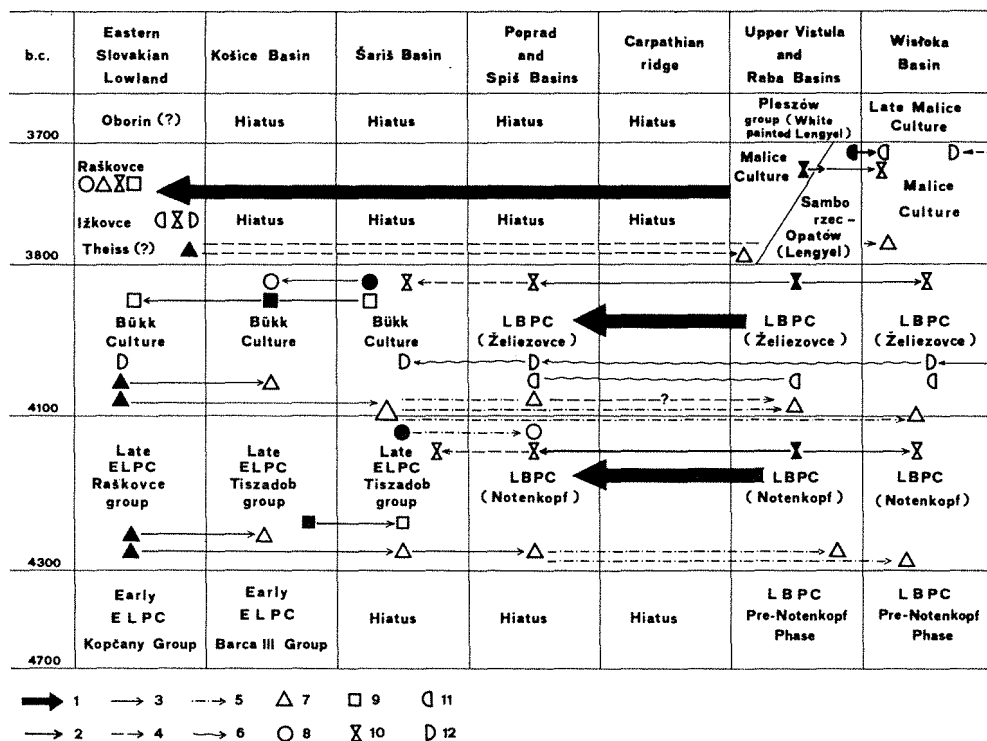 b.c.
Eastern
Slovakian
Lowland
Košice Basin
Šariš Basin
Poprad
and
Spiš Basins
Carpathian
ridge
Upper Vistula
and
Raba Basins
Wisłoka
Basin
Oborin (?)
Hiatus
Hiatus
Hiatus
Hiatus
Pleszów
group (White
painted Lengyel)
Late Malice
Culture
3700
Raškovce
Malice
Culture
Malice
Culture
Ižkovce
Hiatus
Hiatus
Hiatus
Hiatus
Sambo
rzec –
Opatów
(Lengyel)
Theiss (?)
3800
Bükk
Culture
Bükk
Culture
Bükk
Culture
LBPC
(Želiezovce)
LBPC
(Želiezovce)
LBPC
(Želiezovce)
?
4100
Late
ELPC
Raškovce
group
Late
ELPC
Tiszadob
group
Late
ELPC
Tiszadob
group
LBPC
(Notenkopf)
LBPC
(Notenkopf)
LBPC
(Notenkopf)
4300
Early
ELPC
Kopčany Group
Early
ELPC
Barca III Group
Hiatus
Hiatus
Hiatus
LBPC
Pre-Notenkopf
Phase
LBPC
Pre-Notenkopf
Phase
4700
1 3 5 7 9 11
2 4 6 8 10 12